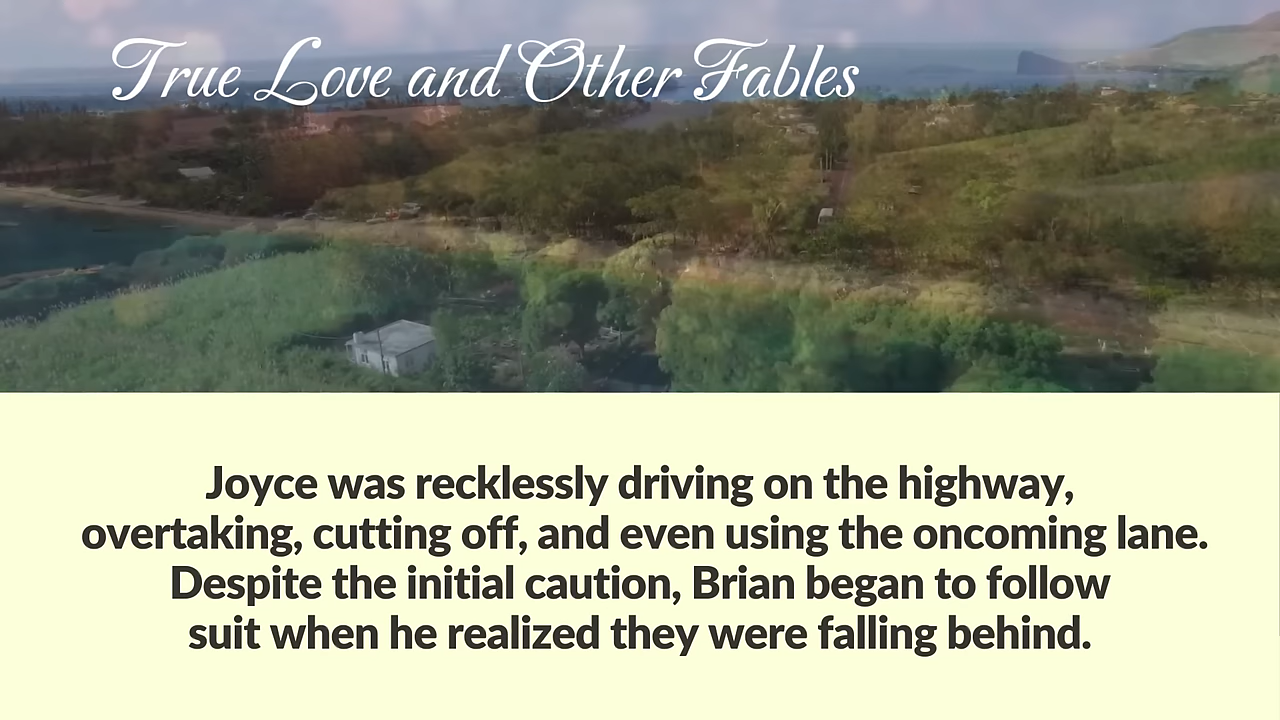 True Love and Other Fables
Joyce was recklessly driving on the highway,
overtaking, cutting off, and even using the oncoming lane.
Despite the initial caution, Brian began to follow
suit when he realized they were falling behind.